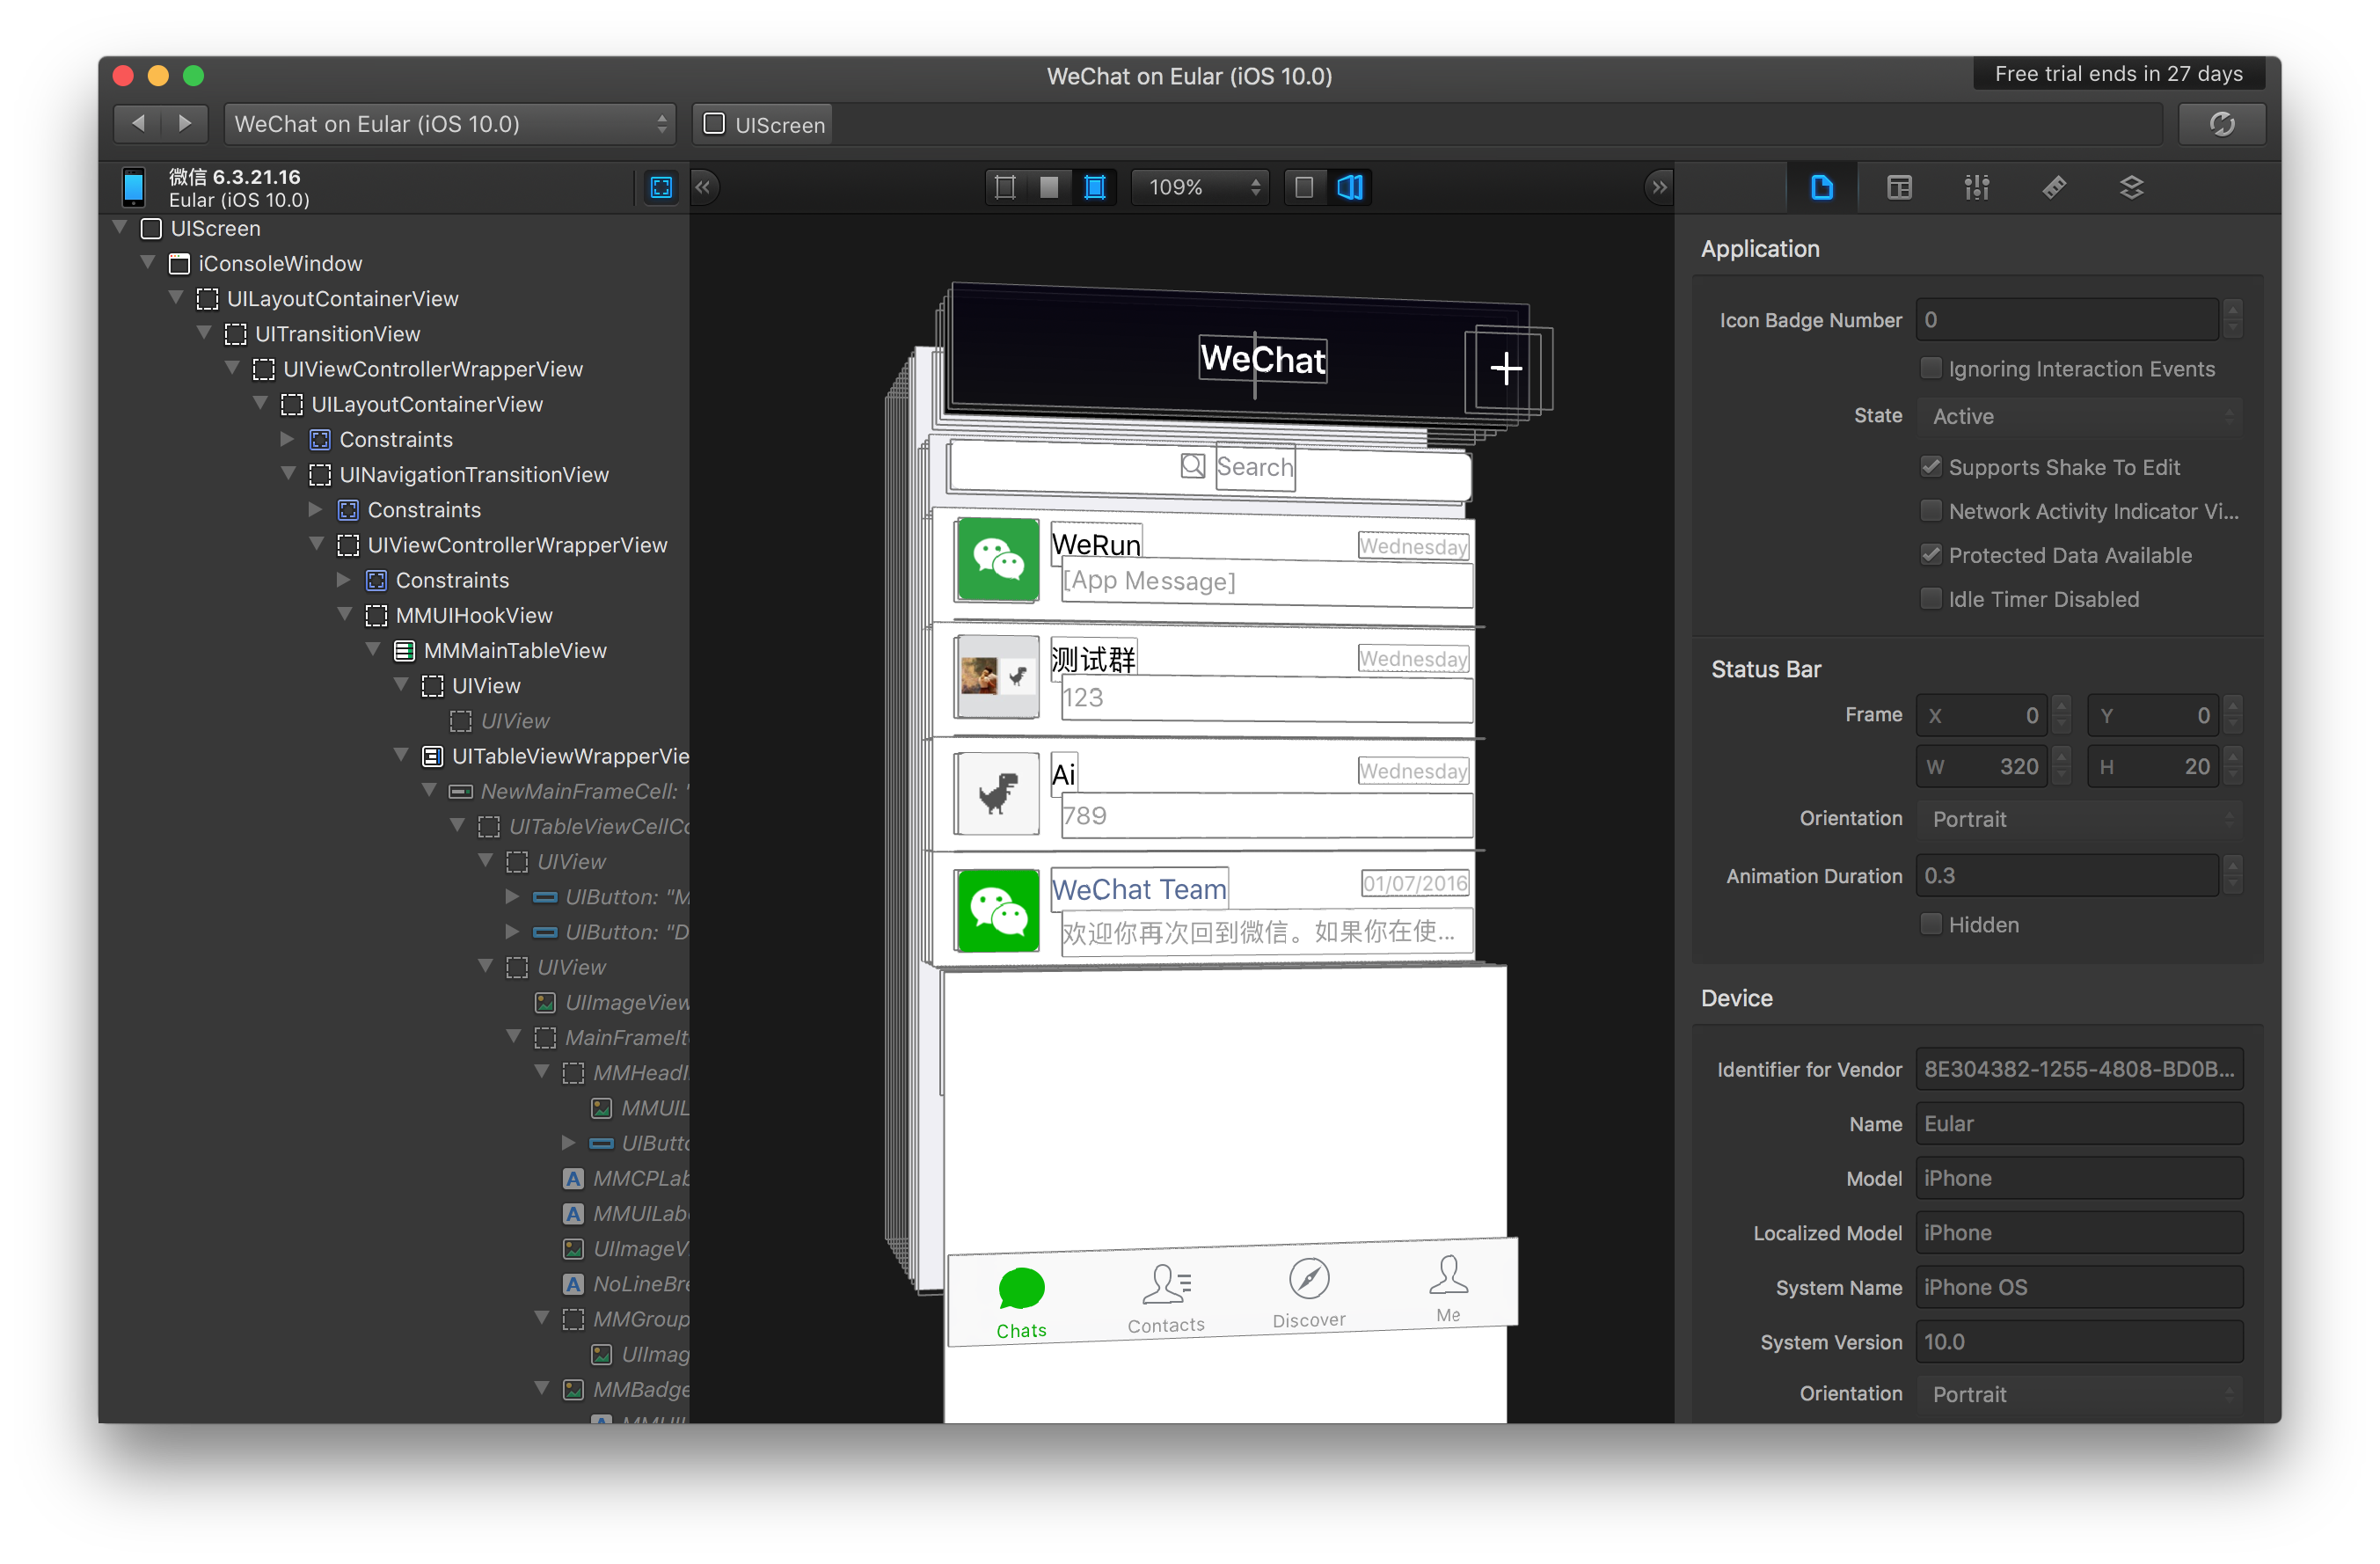 WeChat on Eular (iOS 10.0)
Free trial ends in 27 days
WeChat on Eular (iOS 10.0)
UIScreen
微信 6.3.21.16
Eular (iOS 10.0)
109%
UIScreen
iConsoleWindow
UILayoutContainerView
UITransitionView
UIViewControllerWrapperView
UILayoutContainerView
Constraints
UINavigationTransitionView
Constraints
UIViewControllerWrapperView
Constraints
MMUIHookView
MMMainTableView
UIView
UIView
UITableViewWrapperVie
NewMainFrameCell: "
UITableViewCellCo
UIView
UIButton: "M
UIButton: "D
UIView
UIImageView
MainFrameIt
MMHeadI
MMUIL
UIButto
MMCPLab
MMUILabe
UIImageV
NoLineBre
MMGroup
UIImag
MMBadge
MMUIL
WeChat
Search
WeRun
Wednesday
[App Message]
测试群
Wednesday
123
Ai
Wednesday
789
WeChat Team
01/07/2016
欢迎你再次回到微信。如果你在使...
Chats
Contacts
Discover
Me
Application
Icon Badge Number 0
Ignoring Interaction Events
State Active
Supports Shake To Edit
Network Activity Indicator Vi...
Protected Data Available
Idle Timer Disabled
Status Bar
Frame X 0 Y 0
W 320 H 20
Orientation Portrait
Animation Duration 0.3
Hidden
Device
Identifier for Vendor 8E304382-1255-4808-BD0B...
Name Eular
Model iPhone
Localized Model iPhone
System Name iPhone OS
System Version 10.0
Orientation Portrait